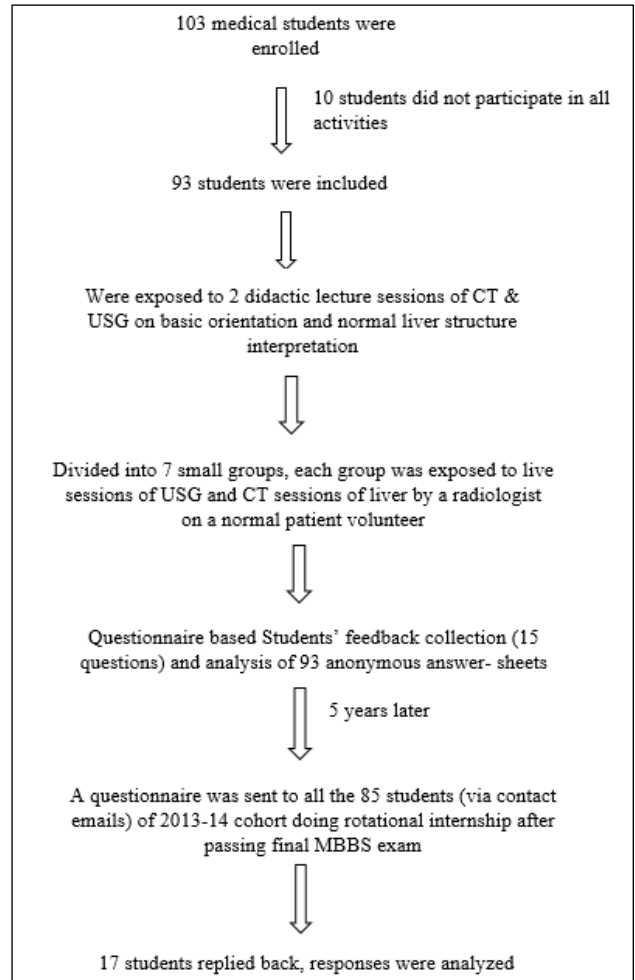 103 medical students were
enrolled
10 students did not participate in all
activities
93 students were included
Were exposed to 2 didactic lecture sessions of CT &
USG on basic orientation and normal liver structure
interpretation
Divided into 7 small groups, each group was exposed to live
sessions of USG and CT sessions of liver by a radiologist
on a normal patient volunteer
Questionnaire based Students’ feedback collection (15
questions) and analysis of 93 anonymous answer- sheets
5 years later
A questionnaire was sent to all the 85 students (via contact
emails) of 2013-14 cohort doing rotational internship after
passing final MBBS exam
17 students replied back, responses were analyzed